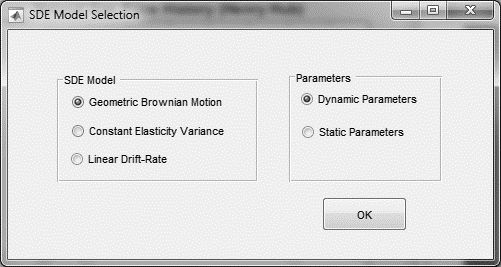 SDE Model Selection
SDE Model
Geometric Brownian Motion
Constant Elasticity Variance
Linear Drift-Rate
Parameters
Dynamic Parameters
Static Parameters
OK